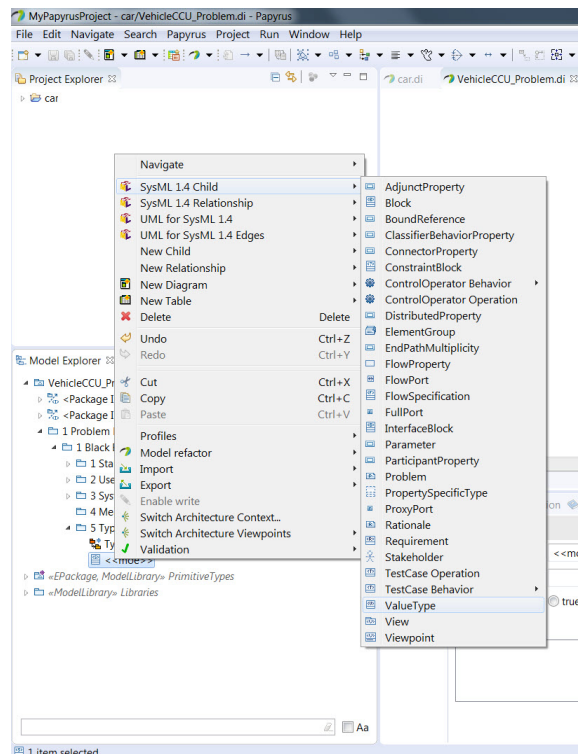 MyPapyrusProject - car/VehicleCCU_Problem.di - Papyrus
File Edit Navigate Search Papyrus Project Run Window Help
Project Explorer
car.di
VehicleCCU_Problem.di
car
Navigate
SysML 1.4 Child
SysML 1.4 Relationship
UML for SysML 1.4
UML for SysML 1.4 Edges
New Child
New Relationship
New Diagram
New Table
Delete Delete
Undo Ctrl+Z
Redo Ctrl+Y
Cut Ctrl+X
Copy Ctrl+C
Paste Ctrl+V
Profiles
Model refactor
Import
Export
Enable write
Switch Architecture Context...
Switch Architecture Viewpoints
Validation
AdjunctProperty
Block
BoundReference
ClassifierBehaviorProperty
ConnectorProperty
ConstraintBlock
ControlOperator Behavior
ControlOperator Operation
DistributedProperty
ElementGroup
EndPathMultiplicity
FlowProperty
FlowPort
FlowSpecification
FullPort
InterfaceBlock
Parameter
ParticipantProperty
Problem
PropertySpecificType
ProxyPort
Rationale
Requirement
Stakeholder
TestCase Operation
TestCase Behavior
ValueType
View
Viewpoint
Model Explorer
VehicleCCU_Pr
<Package I
<Package I
1 Problem
1 Black
1 Sta
2 Use
3 Sys
4 Me
5 Typ
Ty
<<moe>>
«EPackage, ModelLibrary» PrimitiveTypes
«ModelLibrary» Libraries
ion
<<mo
true
Aa
1 item selected